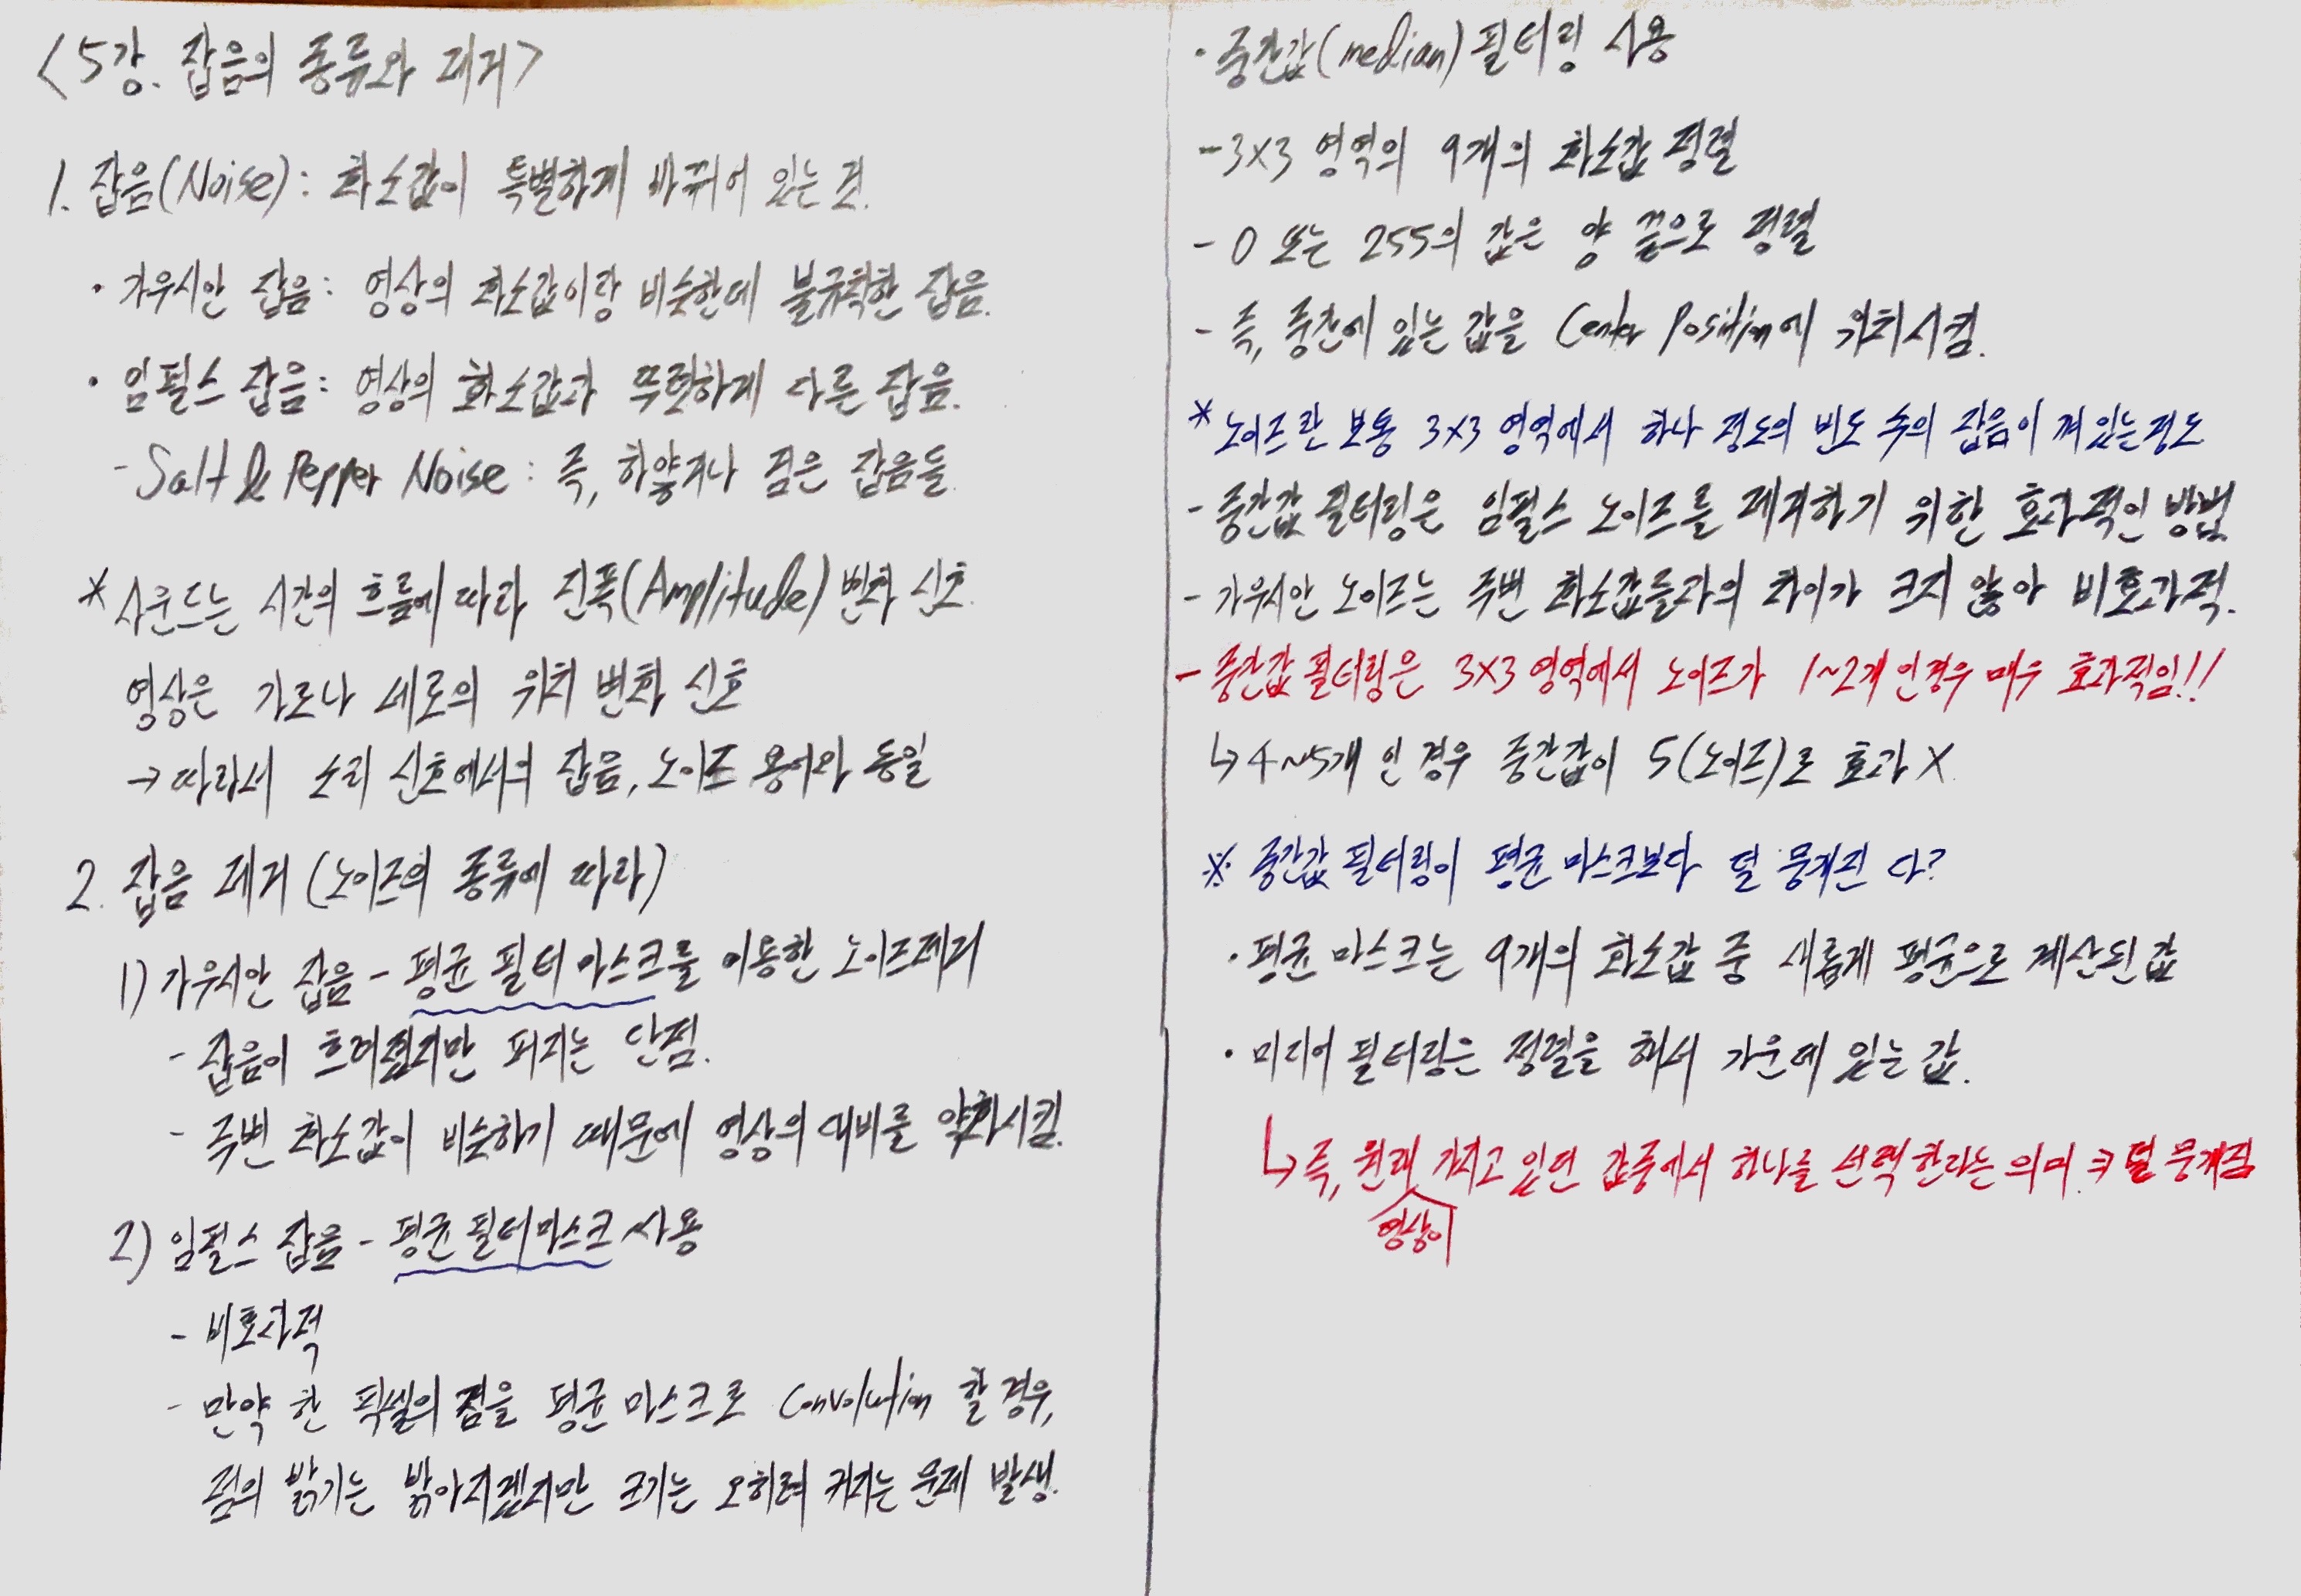 <5강. 잡음의 종류와 제거>
1. 잡음(Noise): 화소값이 특별하게 바뀌어 있는 것.
· 가우시안 잡음: 영상의 화소값이랑 비슷한데 불규칙한 잡음.
· 임펄스 잡음: 영상의 화소값과 뚜렷하게 다른 잡음.
- Salt & Pepper Noise: 즉, 하얗거나 검은 잡음들.
* 사운드는 시간의 흐름에 따라 진폭(Amplitude) 변화 신호.
영상은 가로나 세로의 위치 변화 신호
→ 따라서 소리 신호에서의 잡음, 노이즈 용어와 동일
2. 잡음 제거 (노이즈의 종류에 따라)
1) 가우시안 잡음 - 평균 필터 마스크를 이용한 노이즈제거
- 잡음이 흐려졌지만 퍼지는 단점.
- 주변 화소값이 비슷하기 때문에 영상의 대비를 약화시킴.
2) 임펄스 잡음 - 평균 필터마스크 사용
- 비효과적
- 만약 한 픽셀의 점을 평균 마스크로 Convolution 할 경우,
점의 밝기는 밝아지겠지만 크기는 오히려 커지는 문제 발생.
· 중간값(median) 필터링 사용
- 3x3 영역의 9개의 화소값 정렬
- 0 또는 255의 값은 양 끝으로 정렬
- 즉, 중간에 있는 값을 Center Position에 위치시킴.
* 노이즈란 보통 3x3 영역에서 하나 정도의 빈도 수의 잡음이 껴 있는정도
- 중간값 필터링은 임펄스 노이즈를 제거하기 위한 효과적인 방법
- 가우시안 노이즈는 주변 화소값들과의 차이가 크지 않아 비효과적.
- 중간값 필터링은 3x3 영역에서 노이즈가 1~2개 인경우 매우 효과적임!!
↳ 4~5개 인 경우 중간값이 5(노이즈)로 효과 X
※ 중간값 필터링이 평균 마스크보다 덜 뭉개진 다?
· 평균 마스크는 9개의 화소값 중 새롭게 평균으로 계산된 값
· 미디어 필터링은 정렬을 해서 가운데 있는 값.
↳ 즉, 원래 영상이 가지고 있던 값중에서 하나를 선택한다는 의미 → 덜 뭉개짐